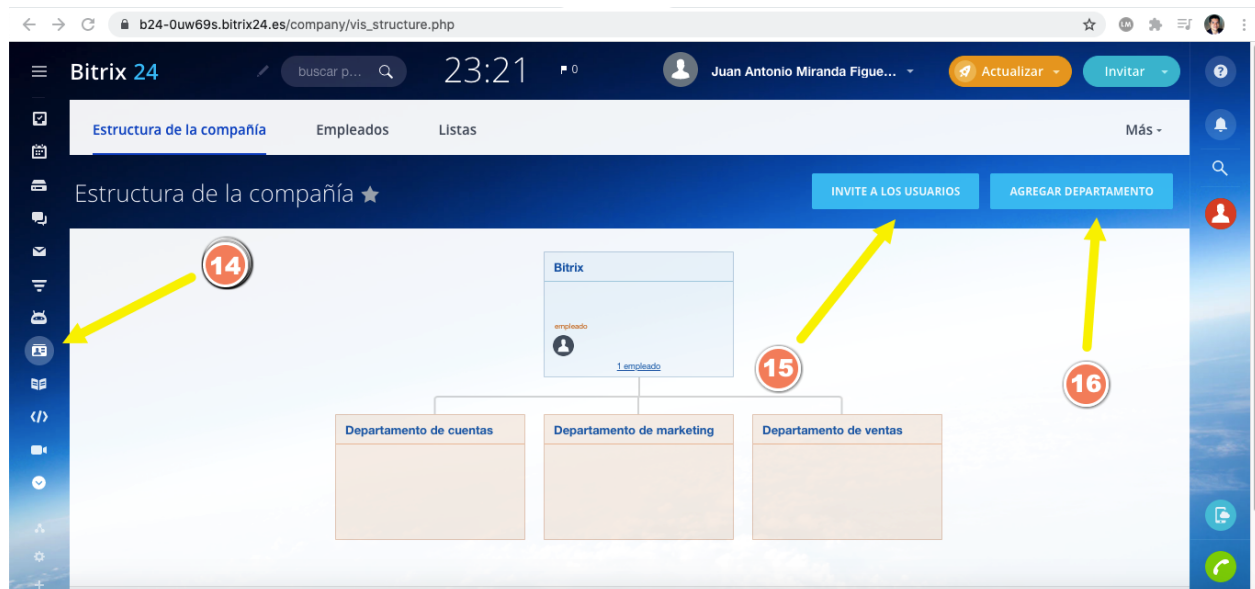 b24-0uw69s.bitrix24.es/company/vis_structure.php
Bitrix 24
buscar p...
23:21
0
Juan Antonio Miranda Figue...
Actualizar
Invitar
Estructura de la compañía
Empleados
Listas
Más
Estructura de la compañía
INVITE A LOS USUARIOS
AGREGAR DEPARTAMENTO
14
Bitrix
empleado
1 empleado
15
16
Departamento de cuentas
Departamento de marketing
Departamento de ventas